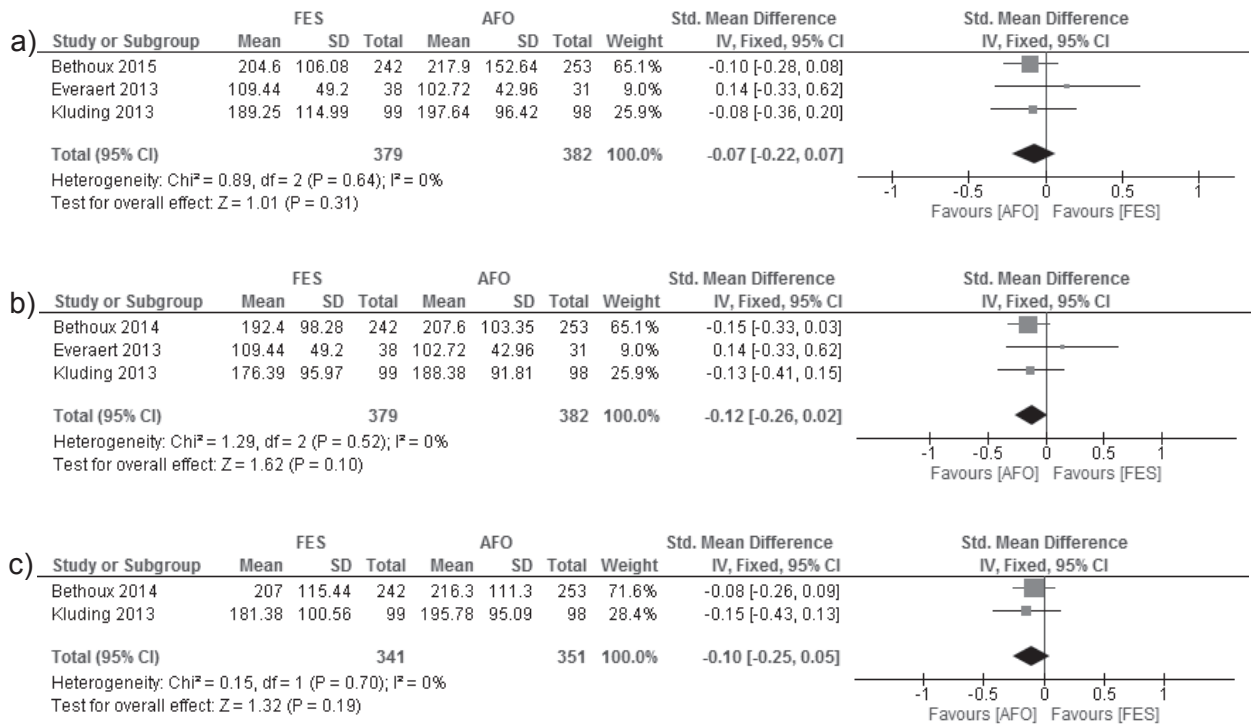 a)
FES AFO Std. Mean Difference Std. Mean Difference
Study or Subgroup Mean SD Total Mean SD Total Weight IV, Fixed, 95% CI IV, Fixed, 95% CI
Bethoux 2015 204.6 106.08 242 217.9 152.64 253 65.1% -0.10 [-0.28, 0.08]
Everaert 2013 109.44 49.2 38 102.72 42.96 31 9.0% 0.14 [-0.33, 0.62]
Kluding 2013 189.25 114.99 99 197.64 96.42 98 25.9% -0.08 [-0.36, 0.20]
Total (95% CI) 379 382 100.0% -0.07 [-0.22, 0.07]
Heterogeneity: Chi² = 0.89, df = 2 (P = 0.64); I² = 0%
Test for overall effect: Z = 1.01 (P = 0.31)
-1 -0.5 0 0.5 1
Favours [AFO] Favours [FES]
b)
FES AFO Std. Mean Difference Std. Mean Difference
Study or Subgroup Mean SD Total Mean SD Total Weight IV, Fixed, 95% CI IV, Fixed, 95% CI
Bethoux 2014 192.4 98.28 242 207.6 103.35 253 65.1% -0.15 [-0.33, 0.03]
Everaert 2013 109.44 49.2 38 102.72 42.96 31 9.0% 0.14 [-0.33, 0.62]
Kluding 2013 176.39 95.97 99 188.38 91.81 98 25.9% -0.13 [-0.41, 0.15]
Total (95% CI) 379 382 100.0% -0.12 [-0.26, 0.02]
Heterogeneity: Chi² = 1.29, df = 2 (P = 0.52); I² = 0%
Test for overall effect: Z = 1.62 (P = 0.10)
-1 -0.5 0 0.5 1
Favours [AFO] Favours [FES]
c)
FES AFO Std. Mean Difference Std. Mean Difference
Study or Subgroup Mean SD Total Mean SD Total Weight IV, Fixed, 95% CI IV, Fixed, 95% CI
Bethoux 2014 207 115.44 242 216.3 111.3 253 71.6% -0.08 [-0.26, 0.09]
Kluding 2013 181.38 100.56 99 195.78 95.09 98 28.4% -0.15 [-0.43, 0.13]
Total (95% CI) 341 351 100.0% -0.10 [-0.25, 0.05]
Heterogeneity: Chi² = 0.15, df = 1 (P = 0.70); I² = 0%
Test for overall effect: Z = 1.32 (P = 0.19)
-1 -0.5 0 0.5 1
Favours [AFO] Favours [FES]